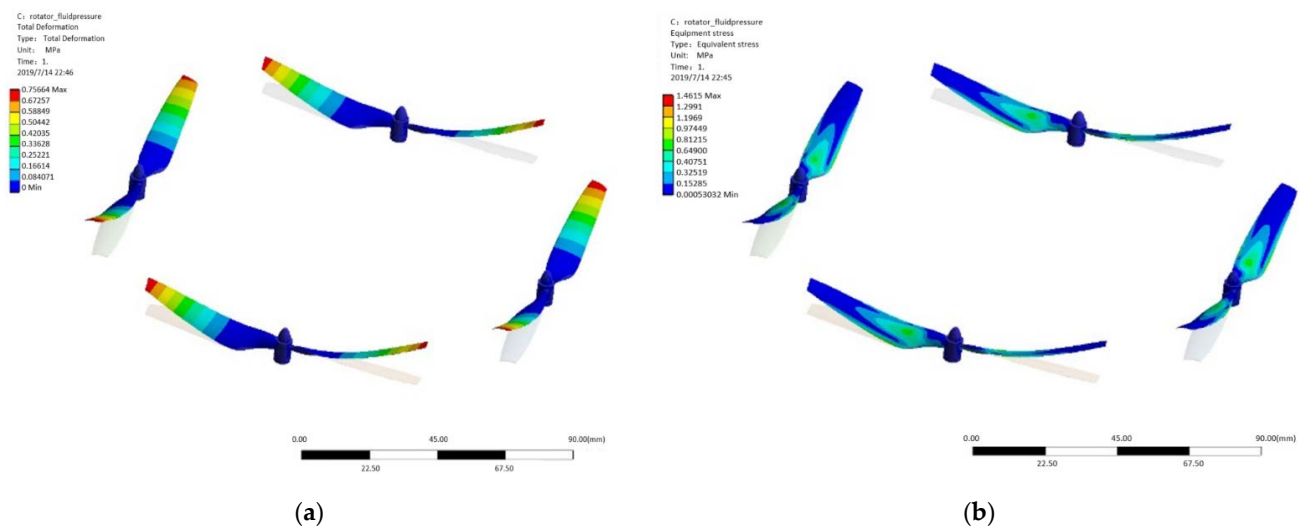 C: rotator_fluidpressure
Total Deformation
Type: Total Deformation
Unit: MPa
Time: 1.
2019/7/14 22:46
0.75664 Max
0.67257
0.58849
0.50442
0.42035
0.33628
0.25221
0.16614
0.084071
0 Min
0.00
45.00
90.00(mm)
22.50
67.50
(a)
C: rotator_fluidpressure
Equipment stress
Type: Equivalent stress
Unit: MPa
Time: 1.
2019/7/14 22:45
1.4615 Max
1.2991
1.1969
0.97449
0.81215
0.64900
0.40751
0.32519
0.15285
0.00053032 Min
0.00
45.00
90.00(mm)
22.50
67.50
(b)